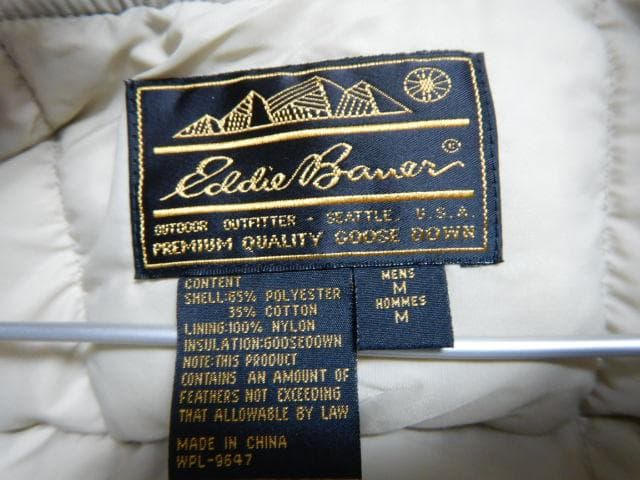 Eddie Bauer ®
OUTDOOR OUTFITTER - SEATTLE U.S.A.
PREMIUM QUALITY GOOSE DOWN
CONTENT
SHELL:65% POLYESTER
35% COTTON
LINING:100% NYLON
INSULATION:GOOSEDOWN
NOTE:THIS PRODUCT
CONTAINS AN AMOUNT OF
FEATHERS NOT EXCEEDING
THAT ALLOWABLE BY LAW
MADE IN CHINA
WPL-9647
MENS
M
HOMMES
M